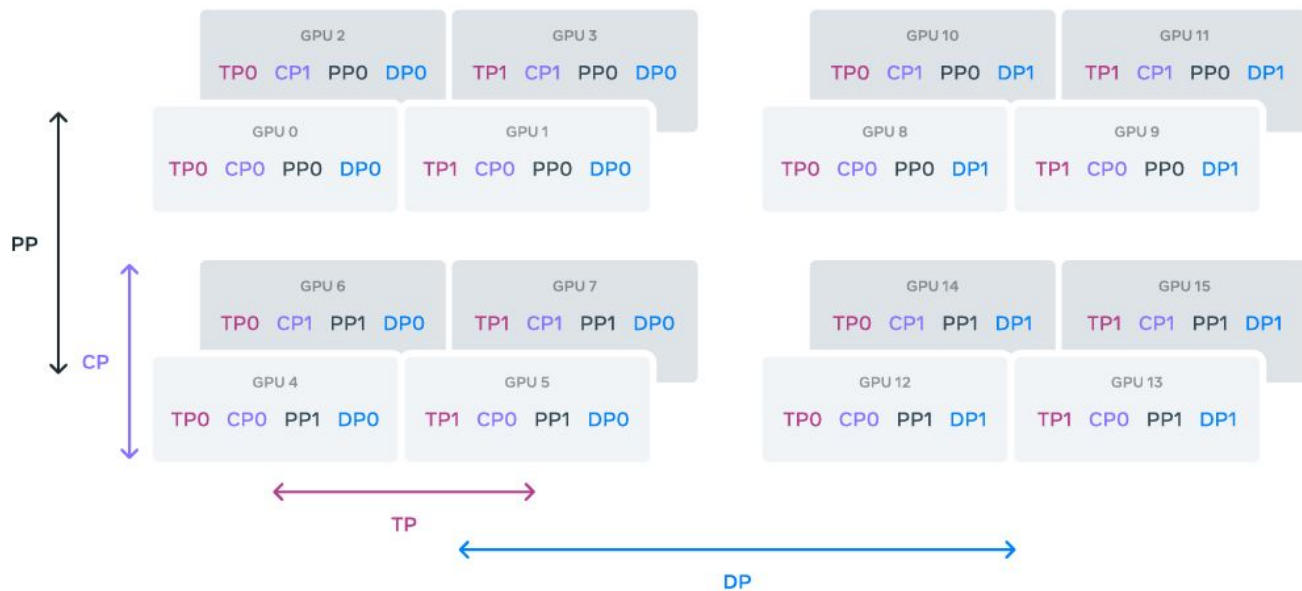 GPU 2 GPU 3 GPU 10 GPU 11
TP0 CP1 PP0 DP0 TP1 CP1 PP0 DP0 TP0 CP1 PP0 DP1 TP1 CP1 PP0 DP1
GPU 0 GPU 1 GPU 8 GPU 9
TP0 CP0 PP0 DP0 TP1 CP0 PP0 DP0 TP0 CP0 PP0 DP1 TP1 CP0 PP0 DP1
PP
GPU 6 GPU 7 GPU 14 GPU 15
TP0 CP1 PP1 DP0 TP1 CP1 PP1 DP0 TP0 CP1 PP1 DP1 TP1 CP1 PP1 DP1
CP
GPU 4 GPU 5 GPU 12 GPU 13
TP0 CP0 PP1 DP0 TP1 CP0 PP1 DP0 TP0 CP0 PP1 DP1 TP1 CP0 PP1 DP1
TP
DP